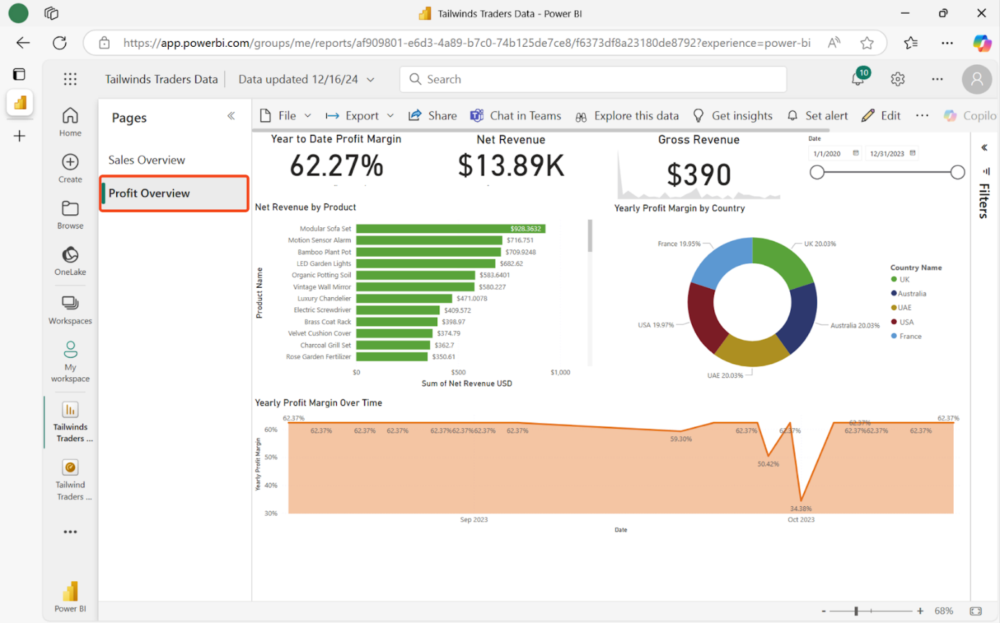 Tailwinds Traders Data - Power BI
https://app.powerbi.com/groups/me/reports/af909801-e6d3-4a89-b7c0-74b125de7ce8/f6373df8a23180de8792?experience=power-bi
Tailwinds Traders Data
Data updated 12/16/24
Search
10
Home
Create
Browse
OneLake
Workspaces
My
workspace
Tailwinds
Traders ...
Tailwind
Traders ...
Power BI
Pages
Sales Overview
Profit Overview
File
Export
Share
Chat in Teams
Explore this data
Get insights
Set alert
Edit
Copilo
Year to Date Profit Margin
62.27%
Net Revenue
$13.89K
Gross Revenue
$390
Date
1/1/2020
12/31/2023
Filters
Net Revenue by Product
Product Name
Modular Sofa Set $928.3632
Motion Sensor Alarm $716.751
Bamboo Plant Pot $709.9248
LED Garden Lights $682.62
Organic Potting Soil $583.6401
Vintage Wall Mirror $580.227
Luxury Chandelier $471.0078
Electric Screwdriver $409.572
Brass Coat Rack $398.97
Velvet Cushion Cover $374.79
Charcoal Grill Set $362.7
Rose Garden Fertilizer $350.61
$0 $500 $1,000
Sum of Net Revenue USD
Yearly Profit Margin by Country
France 19.95%
UK 20.03%
USA 19.97%
Australia 20.03%
UAE 20.03%
Country Name
UK
Australia
UAE
USA
France
Yearly Profit Margin Over Time
Yearly Profit Margin
60%
50%
40%
30%
62.37%
62.37%
62.37%
62.37%
62.37%62.37%62.37%
62.37%
59.30%
62.37%
50.42%
62.37%
34.38%
62.37%
62.37%62.37%
62.37%
62.37%
Sep 2023
Oct 2023
Date
68%